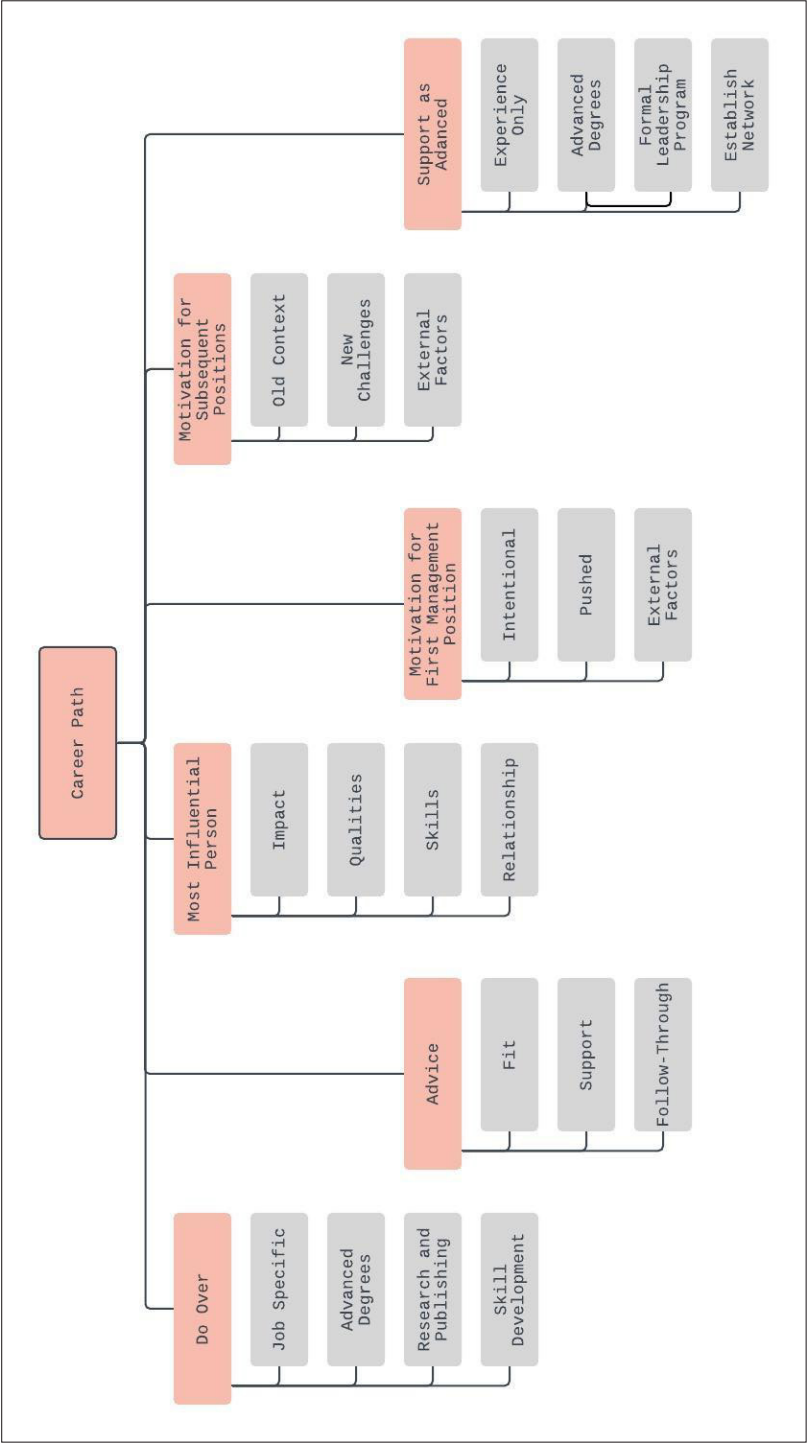 Career Path
Do Over
Job Specific
Advanced
Degrees
Research and
Publishing
Skill
Development
Advice
Fit
Support
Follow-Through
Most Influential
Person
Impact
Qualities
Skills
Relationship
Motivation for
First Management
Position
Intentional
Pushed
External
Factors
Motivation for
Subsequent
Positions
Old Context
New
Challenges
External
Factors
Support as
Adanced
Experience
Only
Advanced
Degrees
Formal
Leadership
Program
Establish
Network